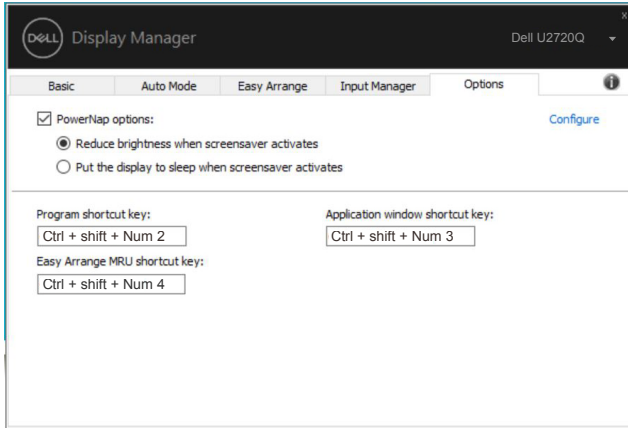 x
DELL Display Manager Dell U2720Q
Basic Auto Mode Easy Arrange Input Manager Options i
PowerNap options: Configure
Reduce brightness when screensaver activates
Put the display to sleep when screensaver activates
Program shortcut key: Application window shortcut key:
Ctrl + shift + Num 2 Ctrl + shift + Num 3
Easy Arrange MRU shortcut key:
Ctrl + shift + Num 4